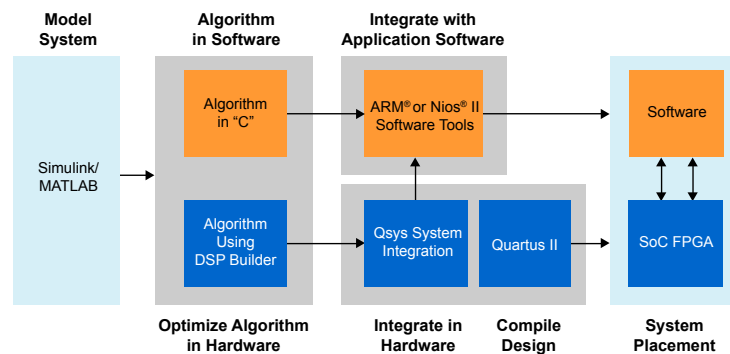 Model
System
Algorithm
in Software
Integrate with
Application Software
Simulink/
MATLAB
Algorithm
in “C”
ARM® or Nios® II
Software Tools
Software
Algorithm
Using
DSP Builder
Qsys System
Integration
Quartus II
SoC FPGA
Optimize Algorithm
in Hardware
Integrate in
Hardware
Compile
Design
System
Placement